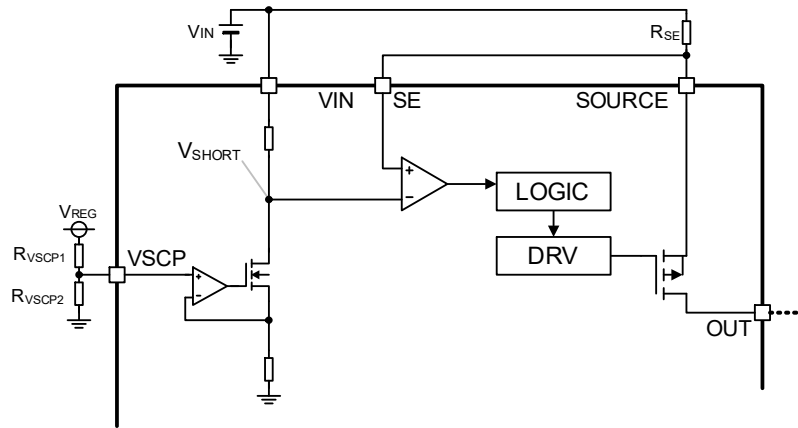 VIN
RSE
VIN
SE
SOURCE
VSHORT
+
−
LOGIC
VREG
RVSCP1
VSCP
DRV
RVSCP2
+
−
OUT